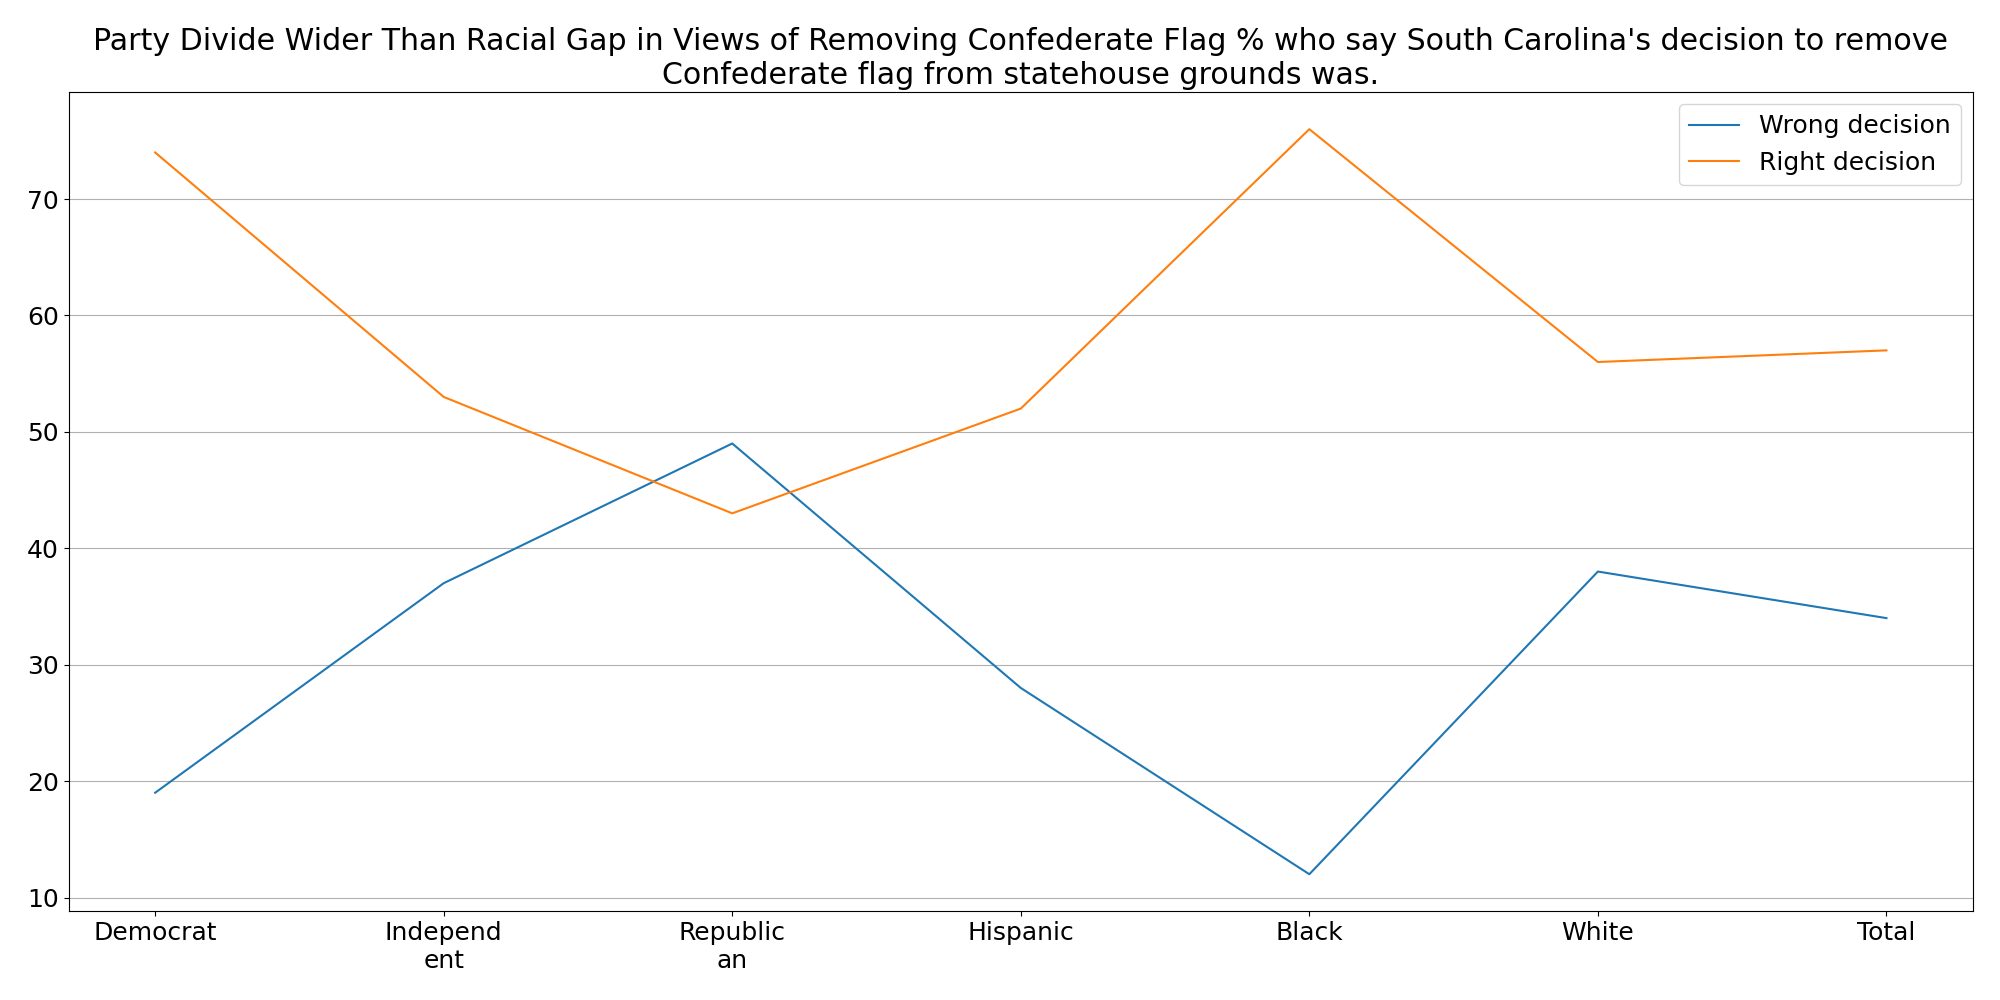 Party Divide Wider Than Racial Gap in Views of Removing Confederate Flag % who say South Carolina's decision to remove
Confederate flag from statehouse grounds was.
Wrong decision
Right decision
70
60
50
40
30
20
10
Democrat
Independ
ent
Republic
an
Hispanic
Black
White
Total